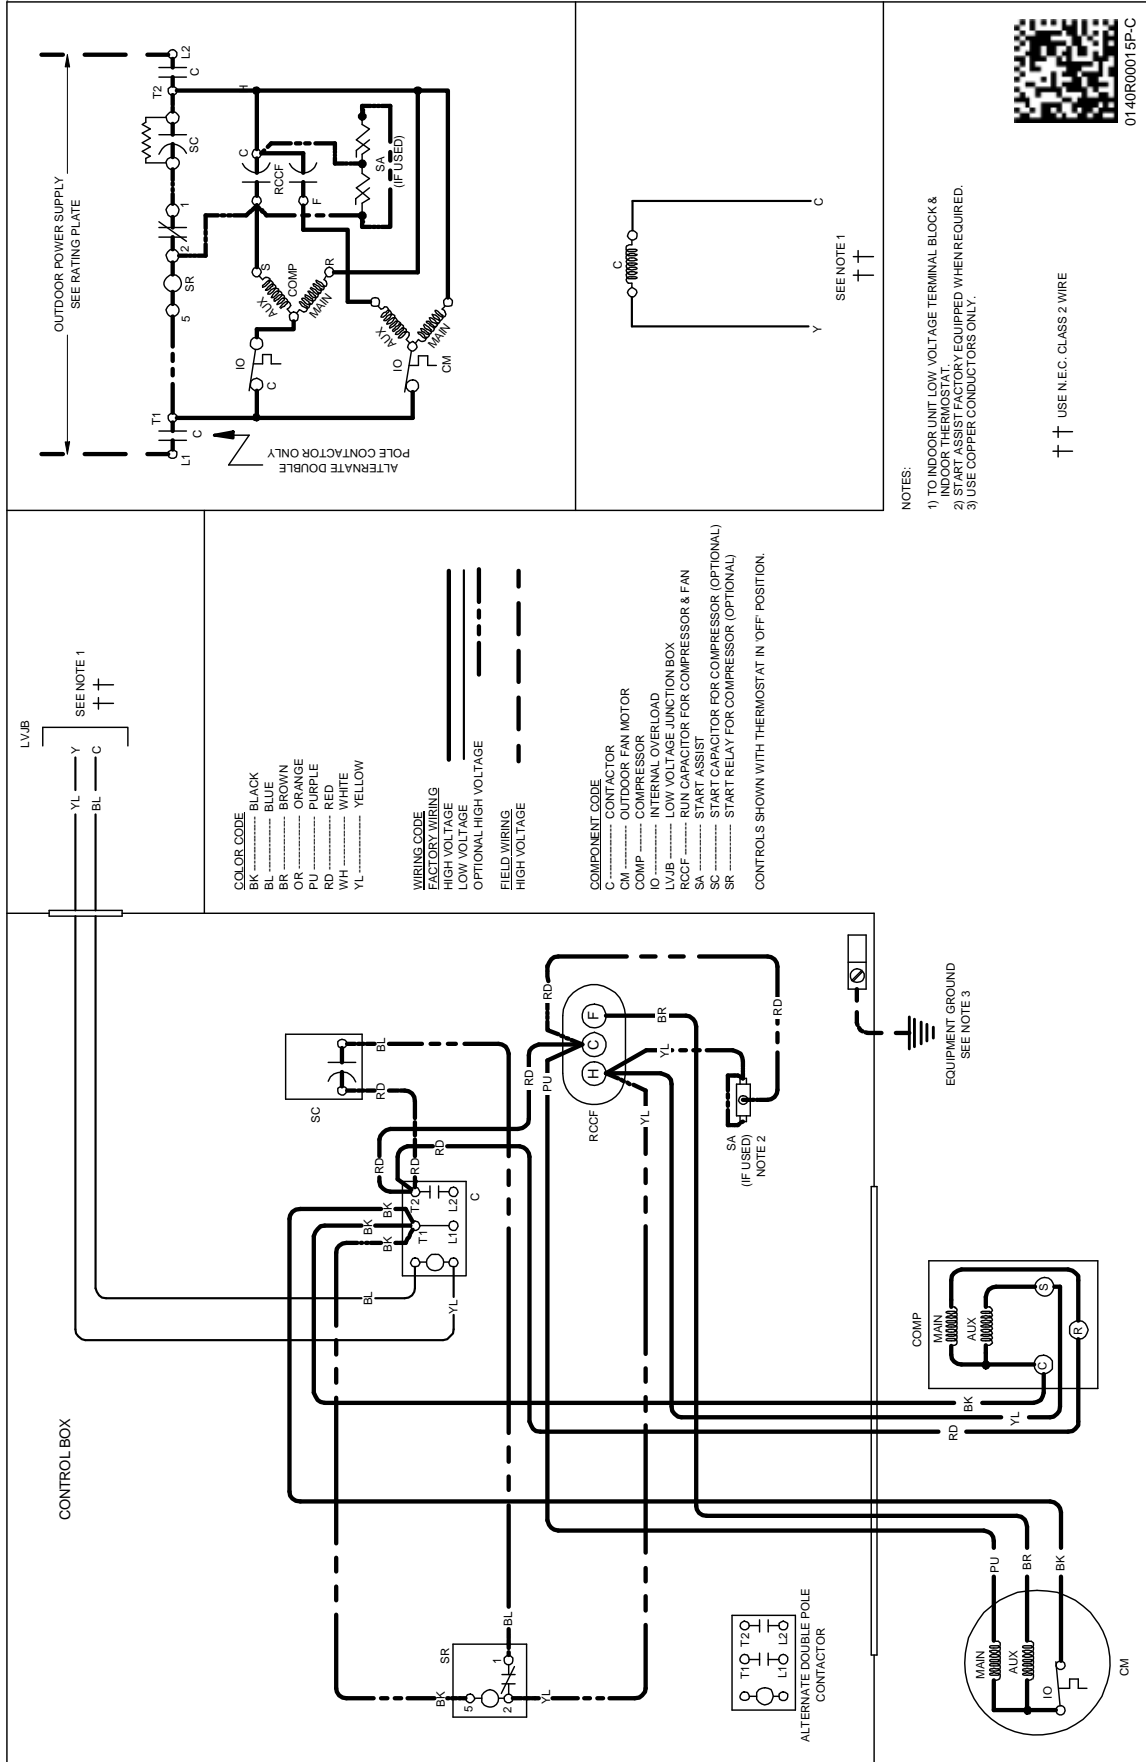 CONTROL BOX
LVJB
YL
Y
BL
C
SEE NOTE 1
†† 
COLOR CODE
BK ------------ BLACK
BL ------------ BLUE
BR ------------ BROWN
OR ------------ ORANGE
PU ------------ PURPLE
RD ------------ RED
WH ------------ WHITE
YL ------------ YELLOW
WIRING CODE
FACTORY WIRING
HIGH VOLTAGE
LOW VOLTAGE
OPTIONAL HIGH VOLTAGE
FIELD WIRING
HIGH VOLTAGE
COMPONENT CODE
C ------------ CONTACTOR
CM ---------- OUTDOOR FAN MOTOR
COMP ------- COMPRESSOR
IO ------------ INTERNAL OVERLOAD
LVJB -------- LOW VOLTAGE JUNCTION BOX
RCCF ------- RUN CAPACITOR FOR COMPRESSOR & FAN
SA ----------- START ASSIST
SC ----------- START CAPACITOR FOR COMPRESSOR (OPTIONAL)
SR ----------- START RELAY FOR COMPRESSOR (OPTIONAL)
CONTROLS SHOWN WITH THERMOSTAT IN 'OFF' POSITION.
OUTDOOR POWER SUPPLY
SEE RATING PLATE
L1
C
T1
5
SR
2
1
SC
T2
C
L2
ALTERNATE DOUBLE
POLE CONTACTOR ONLY
IO
C
AUX
S
COMP
MAIN
R
C
H
RCCF
F
SA
(IF USED)
IO
AUX
MAIN
CM
C
Y
C
SEE NOTE 1
††
NOTES:
1) TO INDOOR UNIT LOW VOLTAGE TERMINAL BLOCK &
INDOOR THERMOSTAT.
2) START ASSIST FACTORY EQUIPPED WHEN REQUIRED.
3) USE COPPER CONDUCTORS ONLY.
†† USE N.E.C. CLASS 2 WIRE
0140R00015P-C
SC
RD
BL
BL
YL
BK
BK
BK
T1
T2
L1
L2
C
RD
RD
RD
RD
PU
RD
RCCF
H
C
F
BR
YL
YL
RD
SA
(IF USED)
NOTE 2
SR
BK
5
2
1
BL
YL
ALTERNATE DOUBLE POLE
CONTACTOR
T1
T2
L1
L2
EQUIPMENT GROUND
SEE NOTE 3
COMP
MAIN
AUX
C
S
R
BK
YL
RD
PU
BR
BK
MAIN
AUX
IO
CM